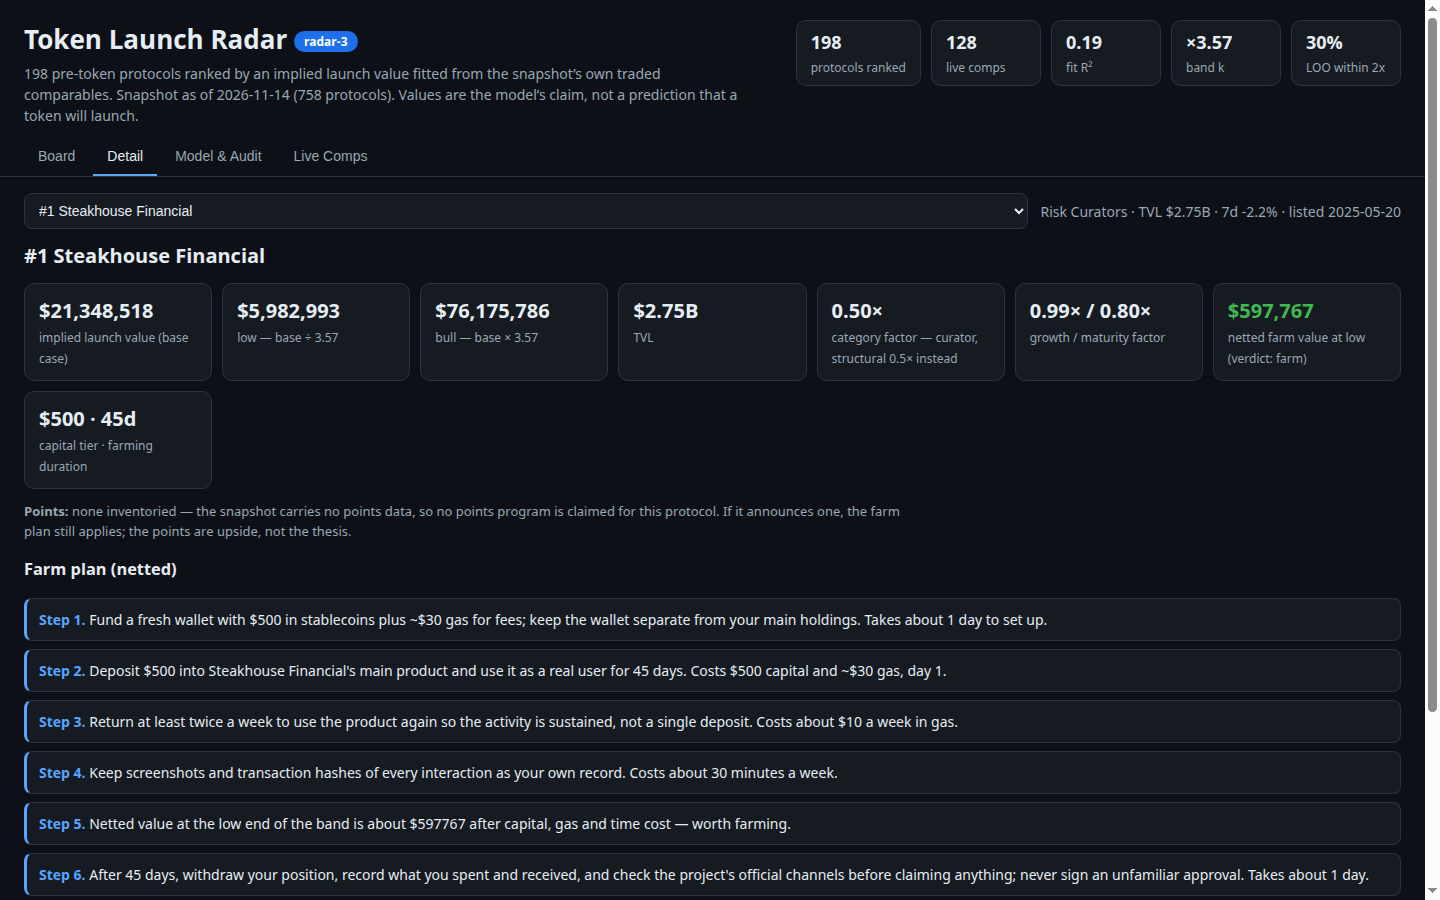 Token Launch Radar radar-3
198 pre-token protocols ranked by an implied launch value fitted from the snapshot's own traded
comparables. Snapshot as of 2026-11-14 (758 protocols). Values are the model's claim, not a prediction that a
token will launch.
198
protocols ranked
128
live comps
0.19
fit R²
×3.57
band k
30%
LOO within 2x
Board
Detail
Model & Audit
Live Comps
#1 Steakhouse Financial
Risk Curators · TVL $2.75B · 7d -2.2% · listed 2025-05-20
#1 Steakhouse Financial
$21,348,518
implied launch value (base
case)
$5,982,993
low — base ÷ 3.57
$76,175,786
bull — base × 3.57
$2.75B
TVL
0.50×
category factor — curator,
structural 0.5× instead
0.99× / 0.80×
growth / maturity factor
$597,767
netted farm value at low
(verdict: farm)
$500 · 45d
capital tier · farming
duration
Points: none inventoried — the snapshot carries no points data, so no points program is claimed for this protocol. If it announces one, the farm
plan still applies; the points are upside, not the thesis.
Farm plan (netted)
Step 1. Fund a fresh wallet with $500 in stablecoins plus ~$30 gas for fees; keep the wallet separate from your main holdings. Takes about 1 day to set up.
Step 2. Deposit $500 into Steakhouse Financial's main product and use it as a real user for 45 days. Costs $500 capital and ~$30 gas, day 1.
Step 3. Return at least twice a week to use the product again so the activity is sustained, not a single deposit. Costs about $10 a week in gas.
Step 4. Keep screenshots and transaction hashes of every interaction as your own record. Costs about 30 minutes a week.
Step 5. Netted value at the low end of the band is about $597767 after capital, gas and time cost — worth farming.
Step 6. After 45 days, withdraw your position, record what you spent and received, and check the project's official channels before claiming anything; never sign an unfamiliar approval. Takes about 1 day.